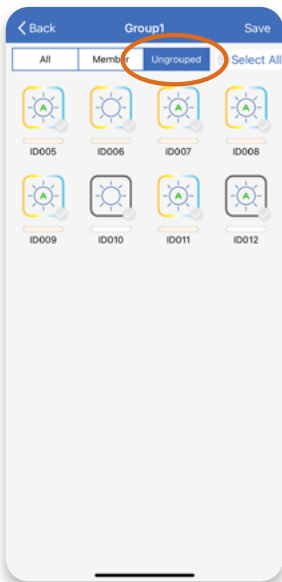 Back Group1 Save
All Member Ungrouped Select All
A A A
ID005 ID006 ID007 ID008
A A A
ID009 ID010 ID011 ID012